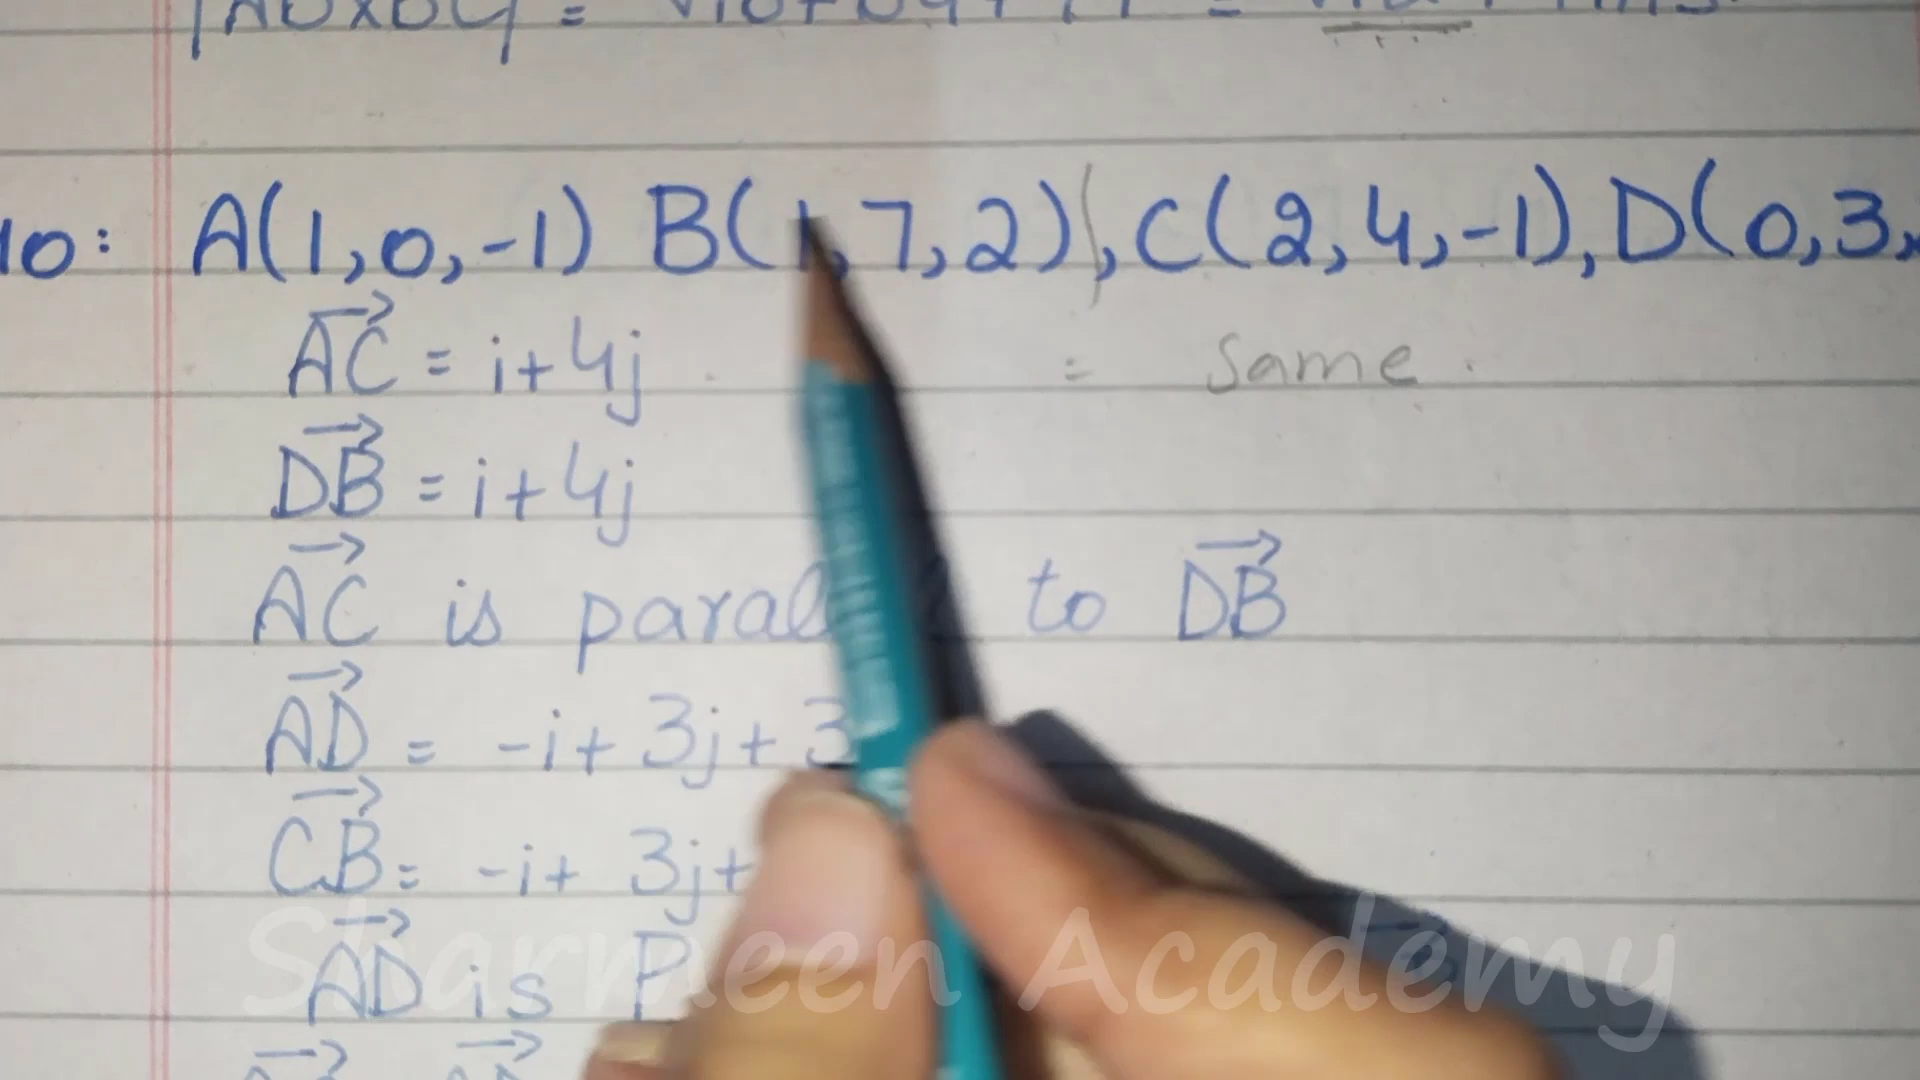 10: A(1,0,-1) B(1,7,2), C(2,4,-1), D(0,3,
AC = i+4j = Same.
DB = i+4j
AC is to DB
AD = -i+3j+3
CB = -i+ 3j+
AD is
Sharmeen Academy